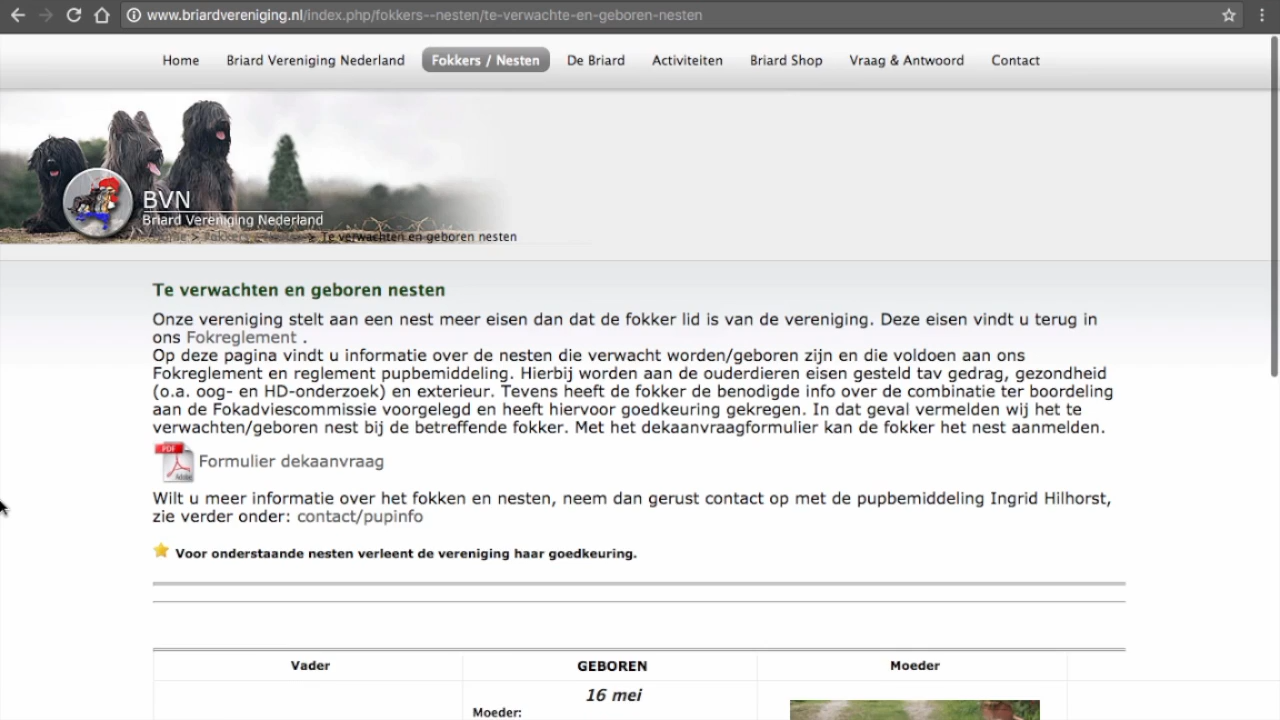 www.briardvereniging.nl/index.php/fokkers--nesten/te-verwachte-en-geboren-nesten
Home Briard Vereniging Nederland Fokkers / Nesten De Briard Activiteiten Briard Shop Vraag & Antwoord Contact
BVN
Briard Vereniging Nederland
> > Te verwachten en geboren nesten
Te verwachten en geboren nesten
Onze vereniging stelt aan een nest meer eisen dan dat de fokker lid is van de vereniging. Deze eisen vindt u terug in
ons Fokreglement .
Op deze pagina vindt u informatie over de nesten die verwacht worden/geboren zijn en die voldoen aan ons
Fokreglement en reglement pupbemiddeling. Hierbij worden aan de ouderdieren eisen gesteld tav gedrag, gezondheid
(o.a. oog- en HD-onderzoek) en exterieur. Tevens heeft de fokker de benodigde info over de combinatie ter boordeling
aan de Fokadviescommissie voorgelegd en heeft hiervoor goedkeuring gekregen. In dat geval vermelden wij het te
verwachten/geboren nest bij de betreffende fokker. Met het dekaanvraagformulier kan de fokker het nest aanmelden.
PDF
Adobe
Formulier dekaanvraag
Wilt u meer informatie over het fokken en nesten, neem dan gerust contact op met de pupbemiddeling Ingrid Hilhorst,
zie verder onder: contact/pupinfo
Voor onderstaande nesten verleent de vereniging haar goedkeuring.
Vader GEBOREN Moeder
16 mei
Moeder: